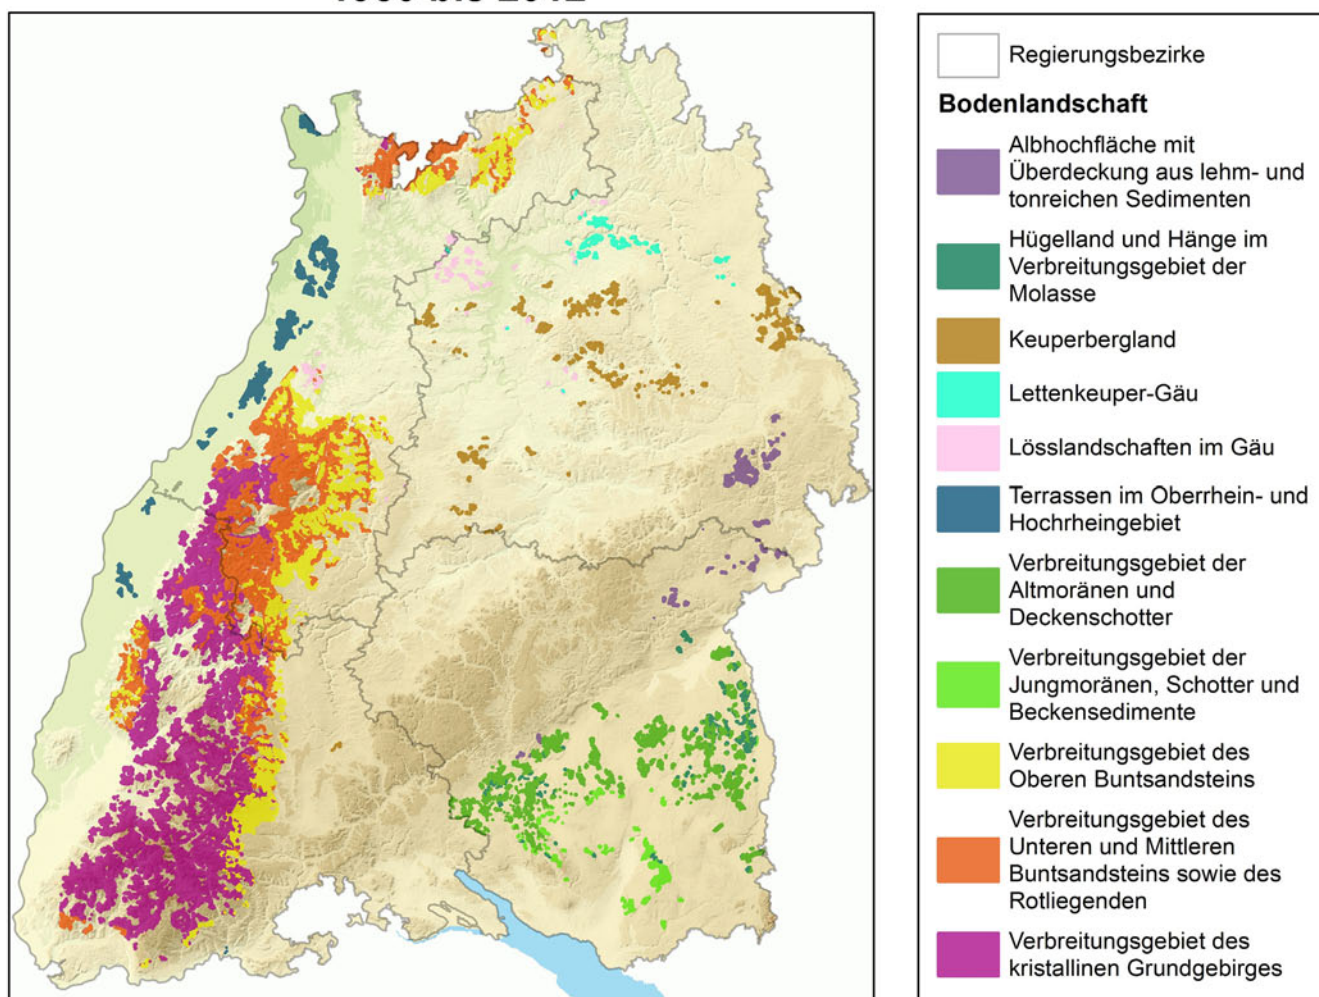 Regierungsbezirke
Bodenlandschaft
Albhochfläche mit
Überdeckung aus lehm- und
tonreichen Sedimenten
Hügelland und Hänge im
Verbreitungsgebiet der
Molasse
Keuperbergland
Lettenkeuper-Gäu
Lösslandschaften im Gäu
Terrassen im Oberrhein- und
Hochrheingebiet
Verbreitungsgebiet der
Altmoränen und
Deckenschotter
Verbreitungsgebiet der
Jungmoränen, Schotter und
Beckensedimente
Verbreitungsgebiet des
Oberen Buntsandsteins
Verbreitungsgebiet des
Unteren und Mittleren
Buntsandsteins sowie des
Rotliegenden
Verbreitungsgebiet des
kristallinen Grundgebirges